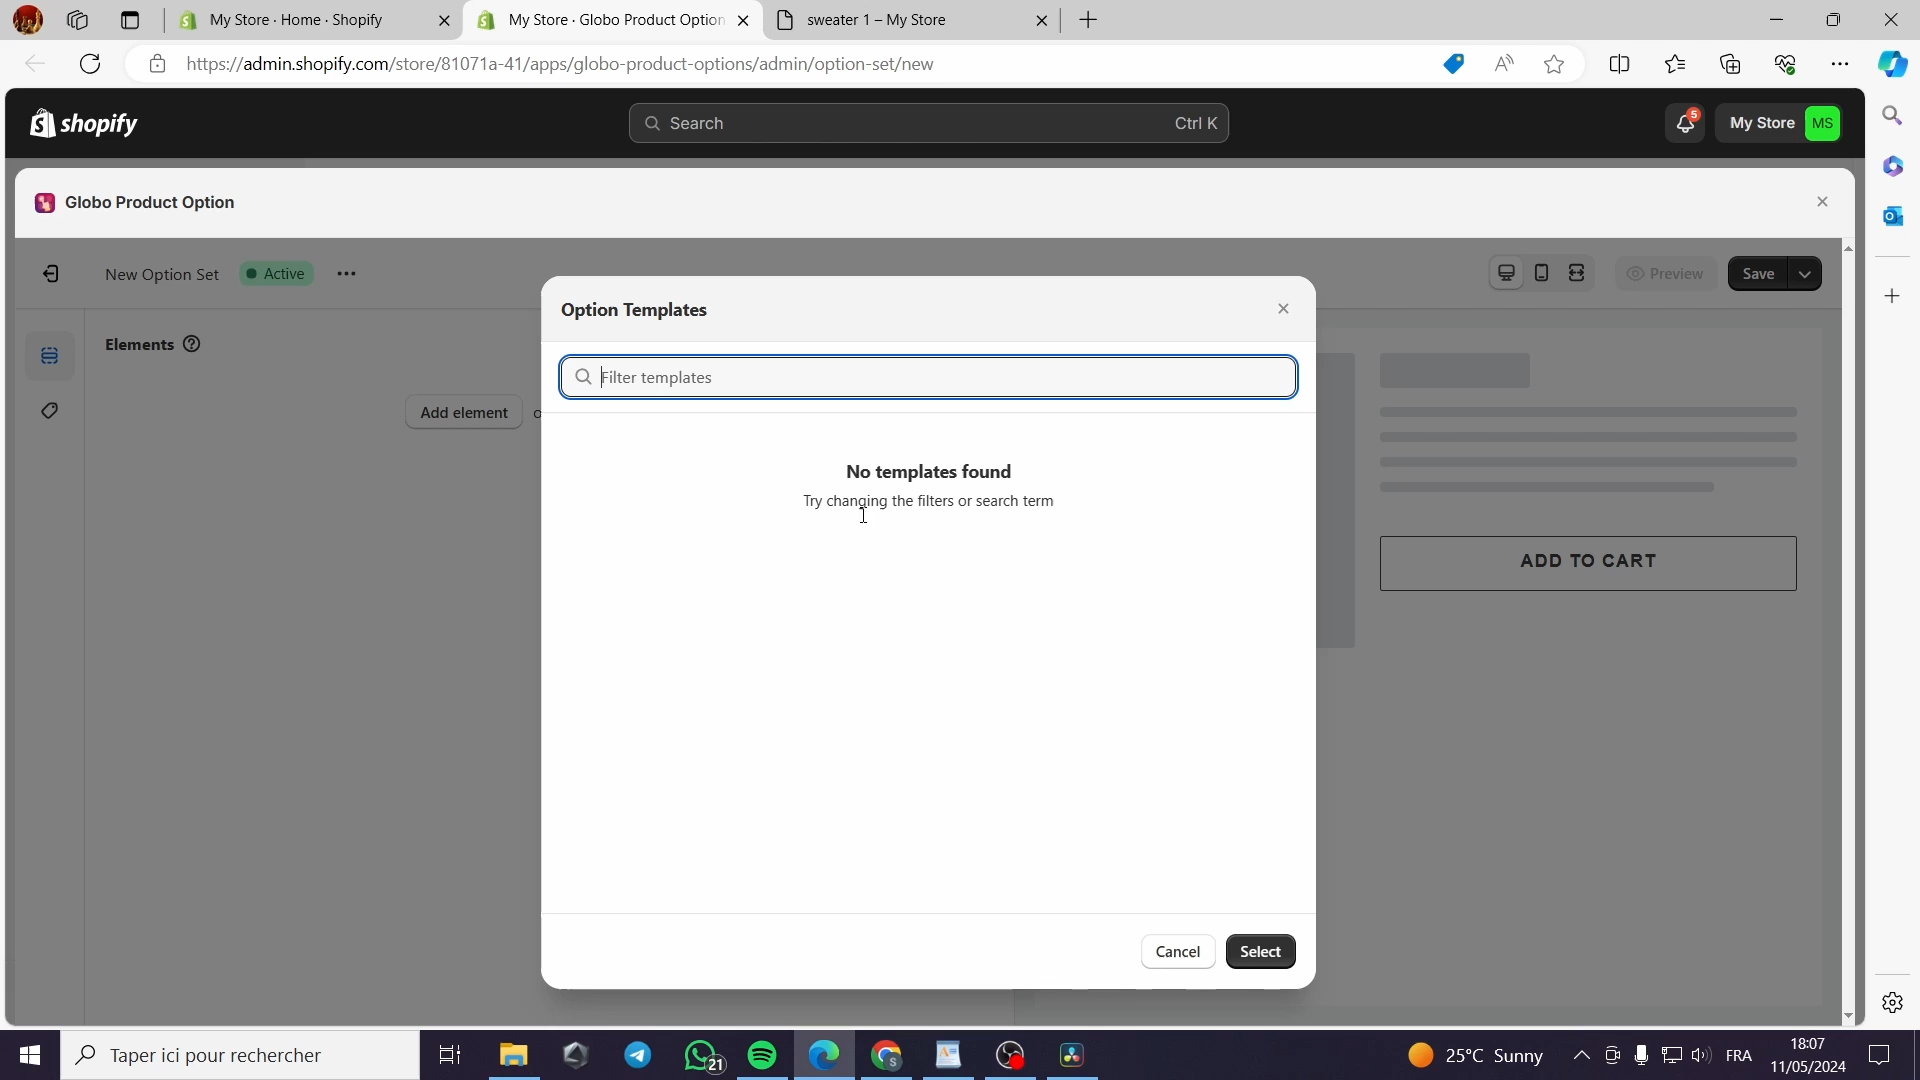 My Store · Home · Shopify
My Store · Globo Product Option
sweater 1 – My Store
https://admin.shopify.com/store/81071a-41/apps/globo-product-options/admin/option-set/new
shopify
Search
Ctrl K
5
My Store
MS
Globo Product Option
New Option Set
Active
Preview
Save
Option Templates
Elements
Filter templates
Add element
o
No templates found
Try changing the filters or search term
ADD TO CART
Cancel
Select
Taper ici pour rechercher
21
25°C Sunny
FRA
18:07
11/05/2024